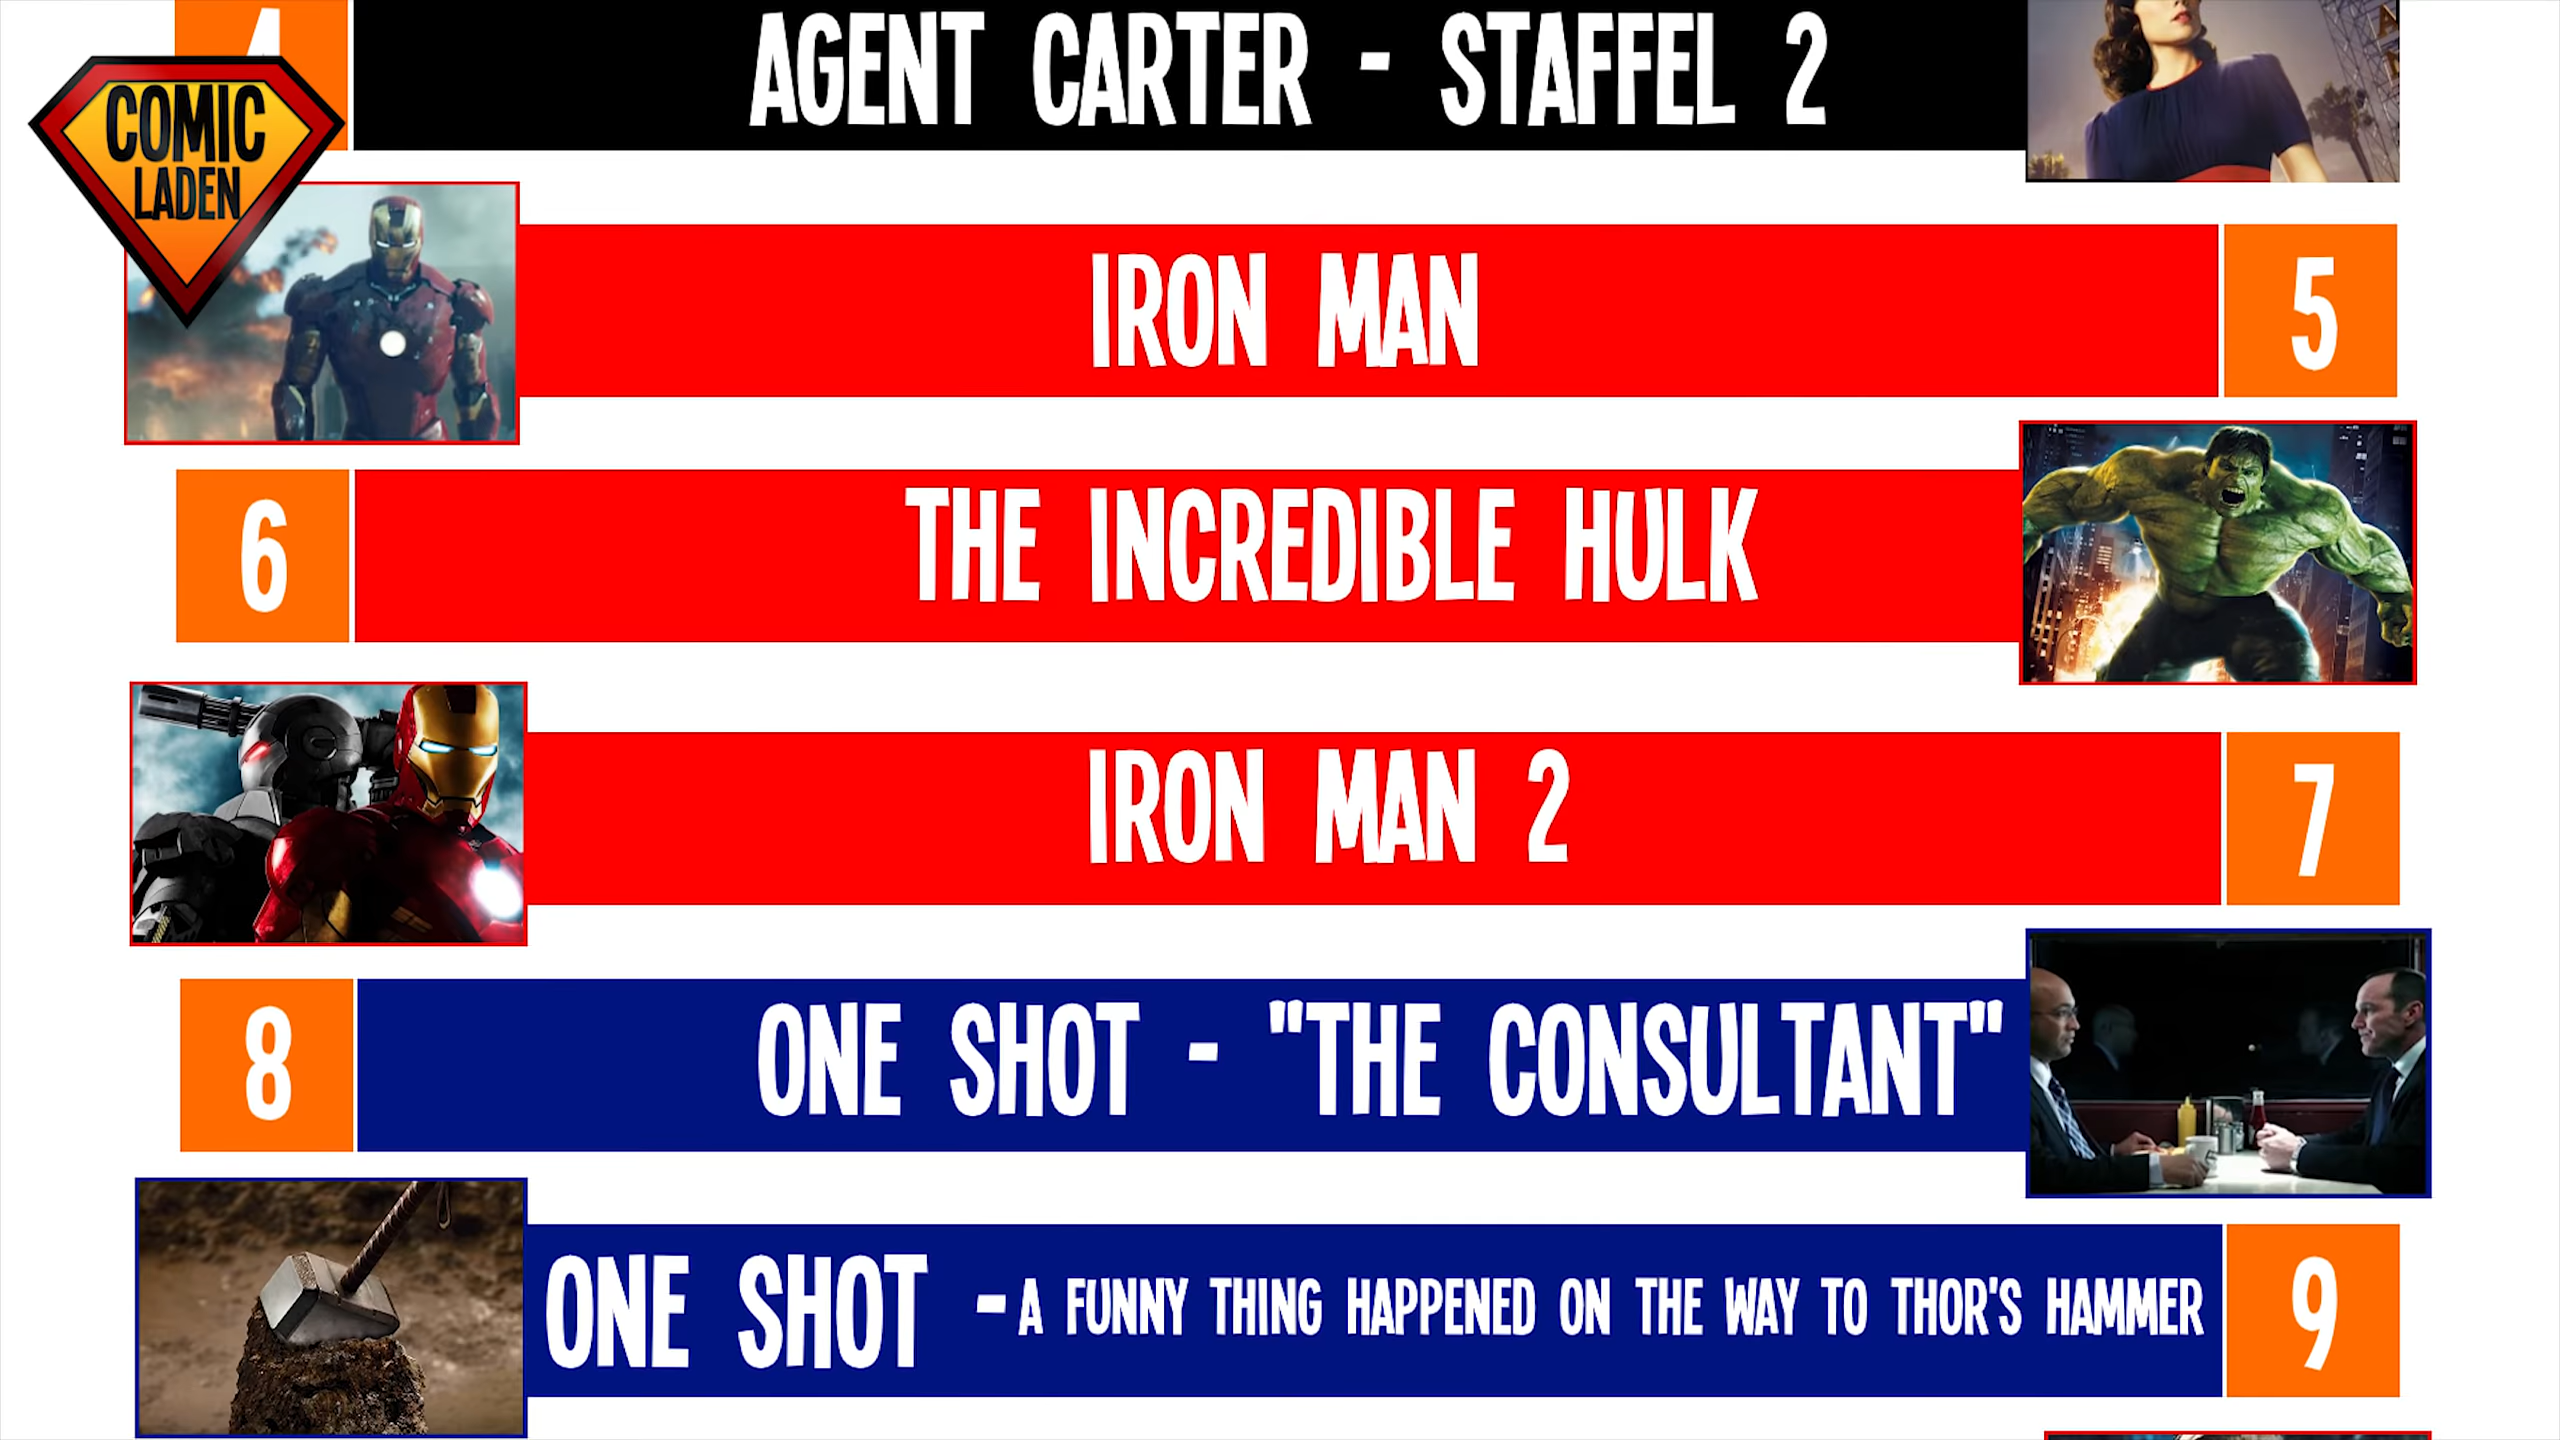 4
AGENT CARTER - STAFFEL 2
COMIC
LADEN
IRON MAN
5
6
THE INCREDIBLE HULK
IRON MAN 2
7
8
ONE SHOT - "THE CONSULTANT"
ONE SHOT - A FUNNY THING HAPPENED ON THE WAY TO THOR'S HAMMER
9